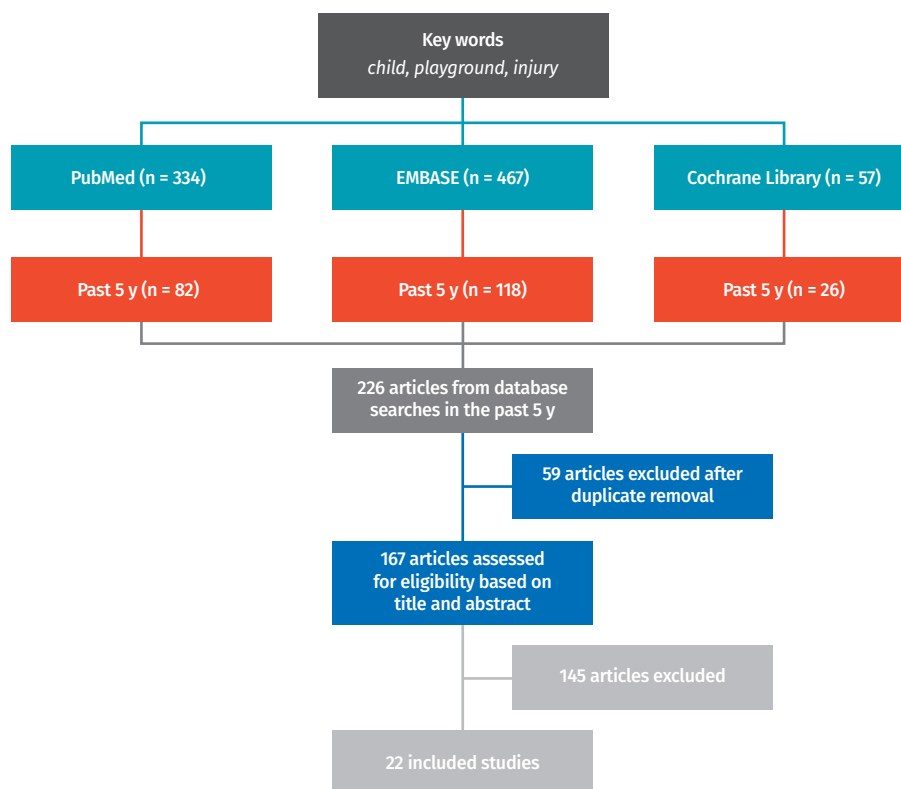 Key words
child, playground, injury
PubMed (n = 334)
EMBASE (n = 467)
Cochrane Library (n = 57)
Past 5 y (n = 82)
Past 5 y (n = 118)
Past 5 y (n = 26)
226 articles from database
searches in the past 5 y
59 articles excluded after
duplicate removal
167 articles assessed
for eligibility based on
title and abstract
145 articles excluded
22 included studies